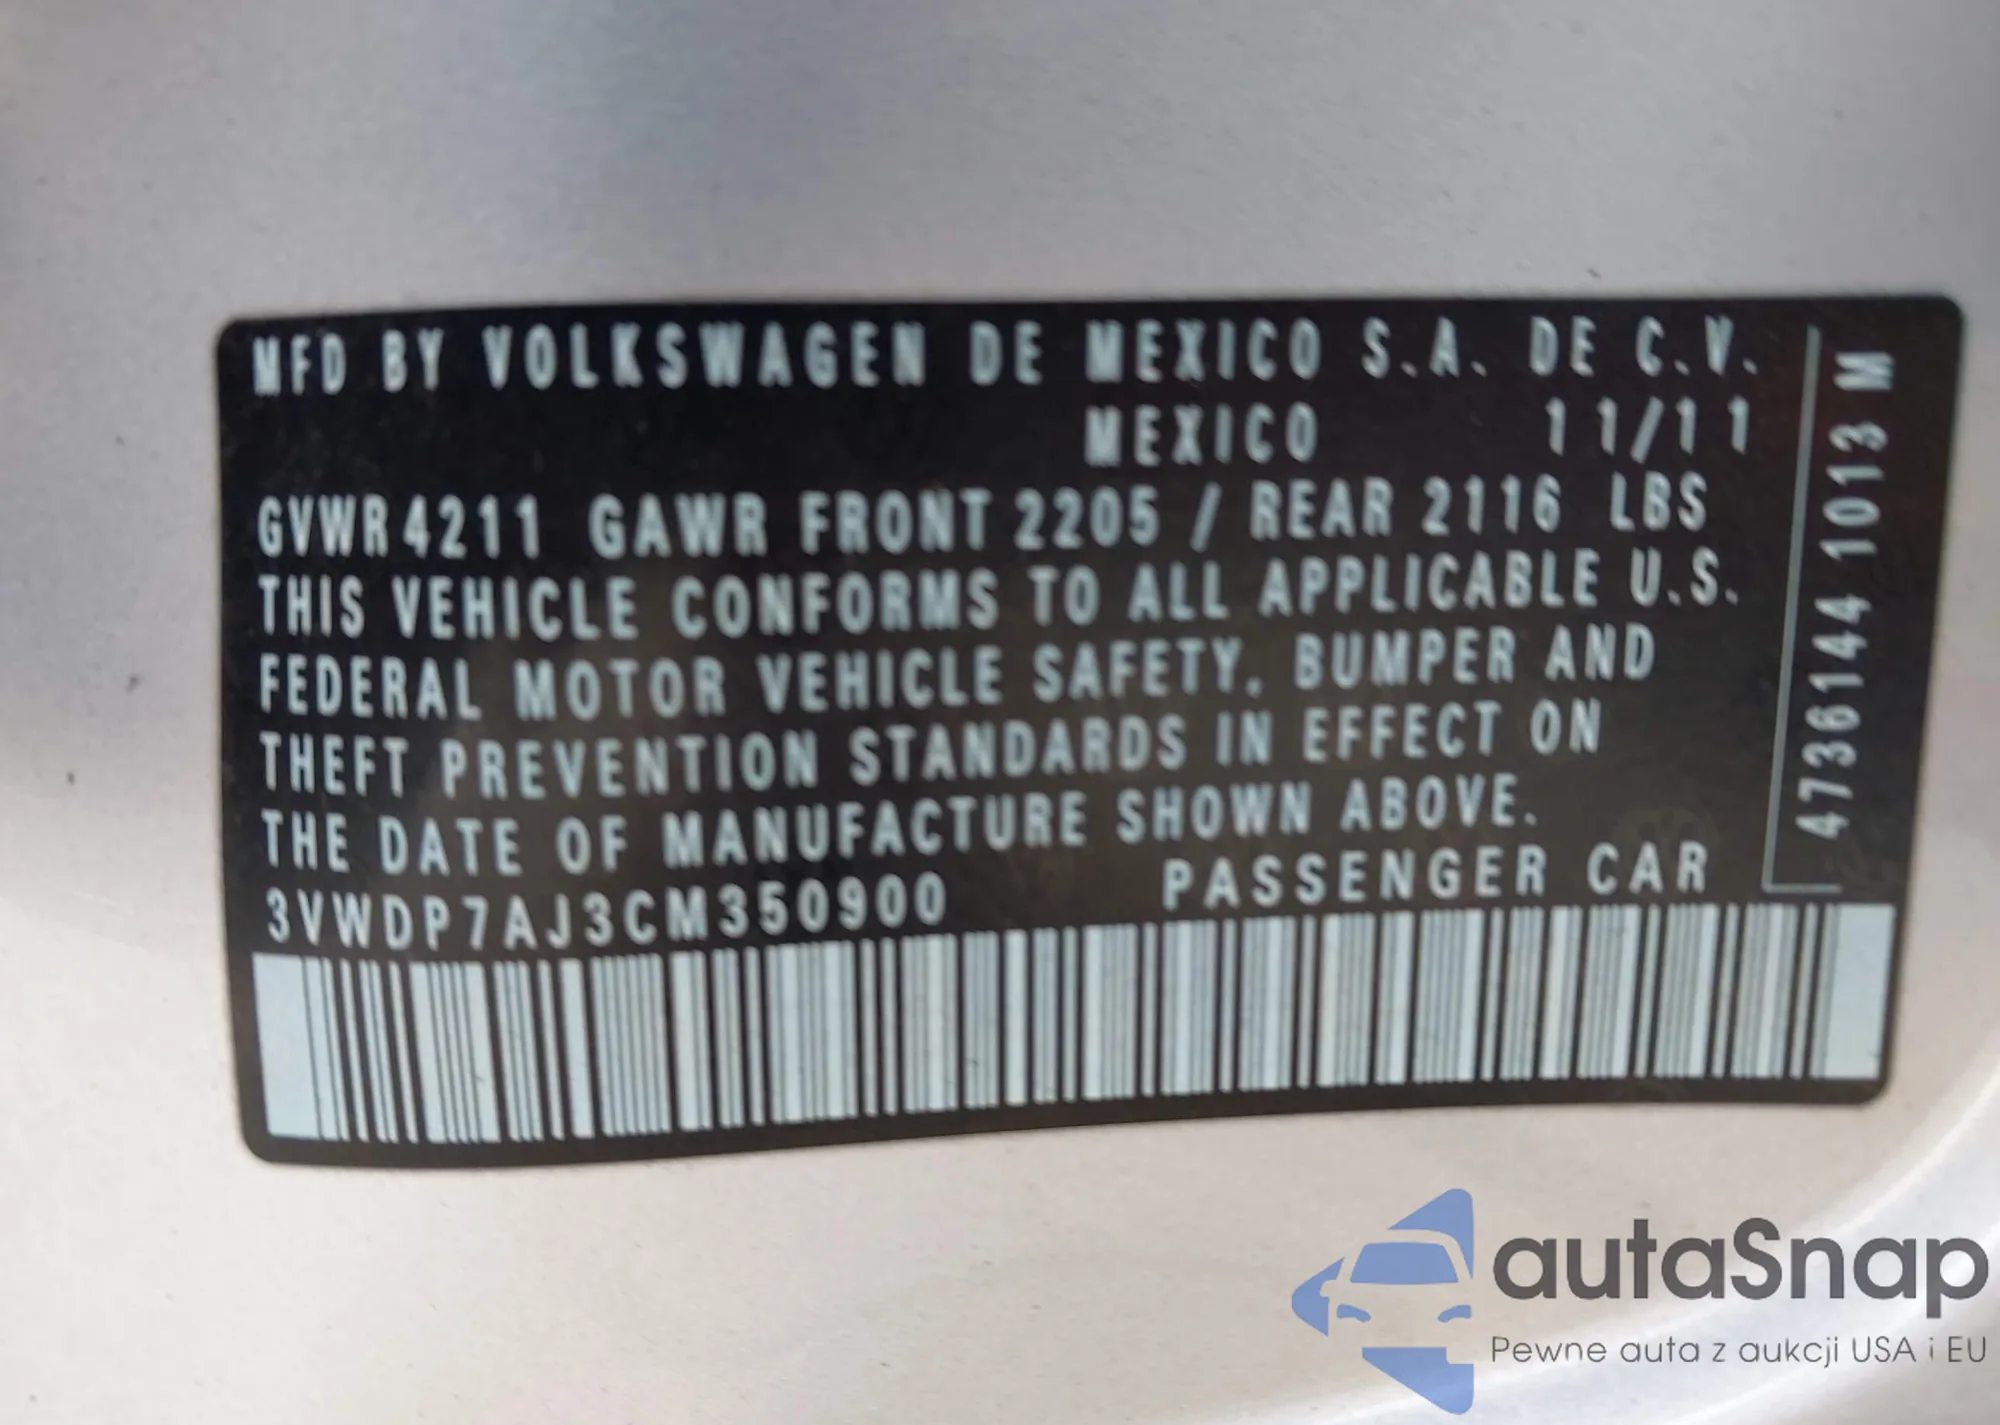 MFD BY VOLKSWAGEN DE MEXICO S.A. DE C.V.
MEXICO 11/11
GVWR 4211 GAWR FRONT 2205 / REAR 2116 LBS
THIS VEHICLE CONFORMS TO ALL APPLICABLE U.S.
FEDERAL MOTOR VEHICLE SAFETY, BUMPER AND
THEFT PREVENTION STANDARDS IN EFFECT ON
THE DATE OF MANUFACTURE SHOWN ABOVE.
3VWDP7AJ3CM350900 PASSENGER CAR
4736144 1013 M
autaSnap
Pewne auta z aukcji USA i EU